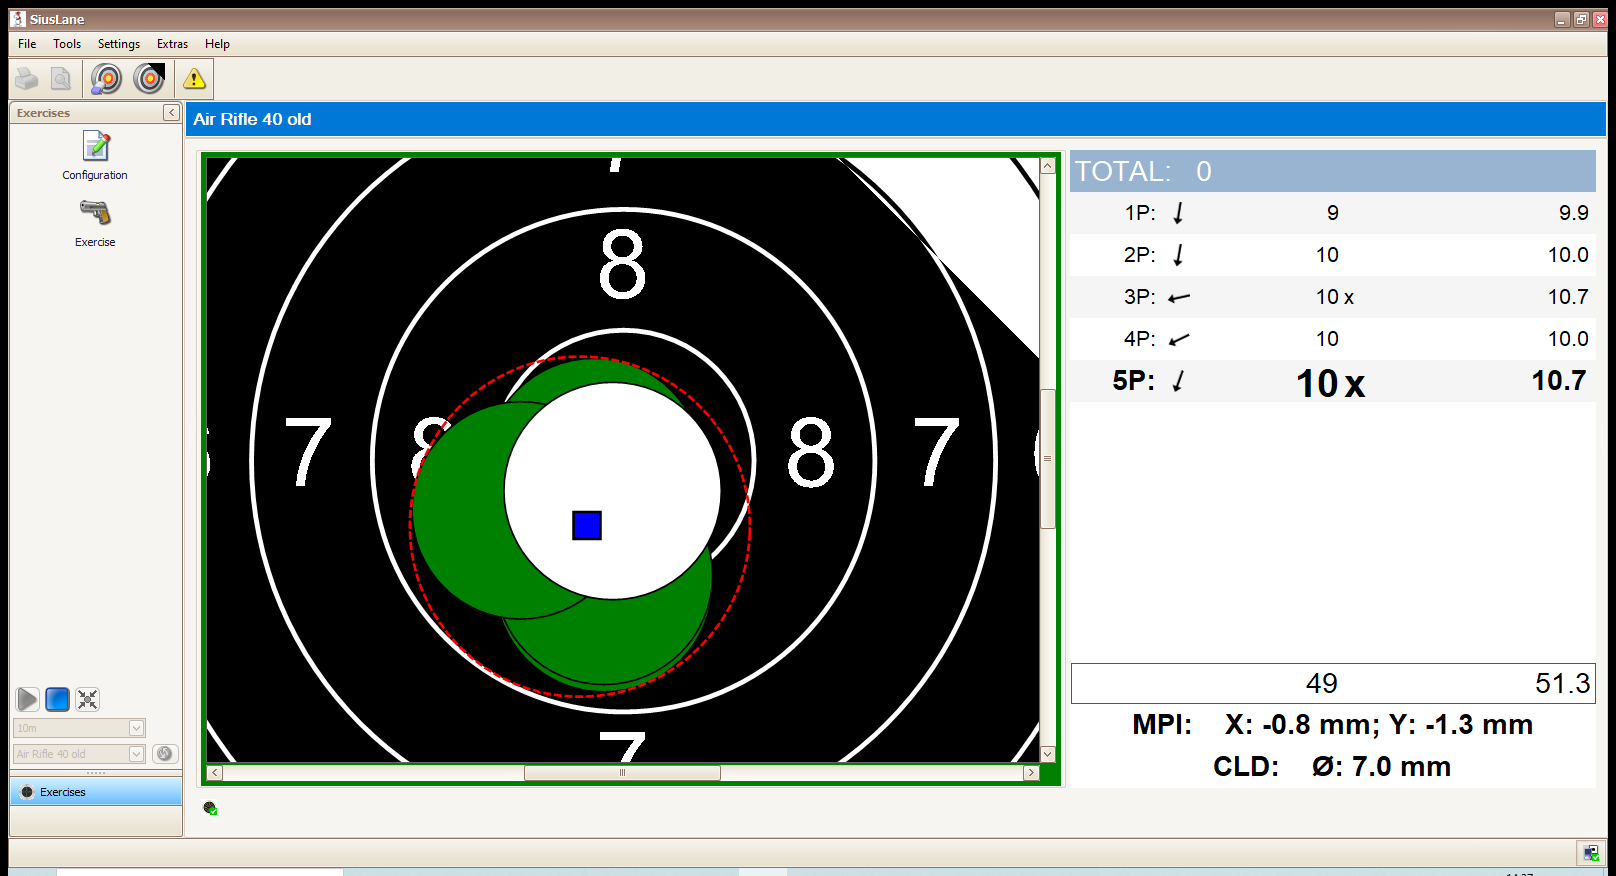 SiusLane
File Tools Settings Extras Help
Exercises
Configuration
Exercise
10m
Air Rifle 40 old
Exercises
Air Rifle 40 old
7
8
7 8 8 7
7
TOTAL: 0
1P: 9 9.9
2P: 10 10.0
3P: 10 x 10.7
4P: 10 10.0
5P: 10 x 10.7
49 51.3
MPI: X: -0.8 mm; Y: -1.3 mm
CLD: Ø: 7.0 mm